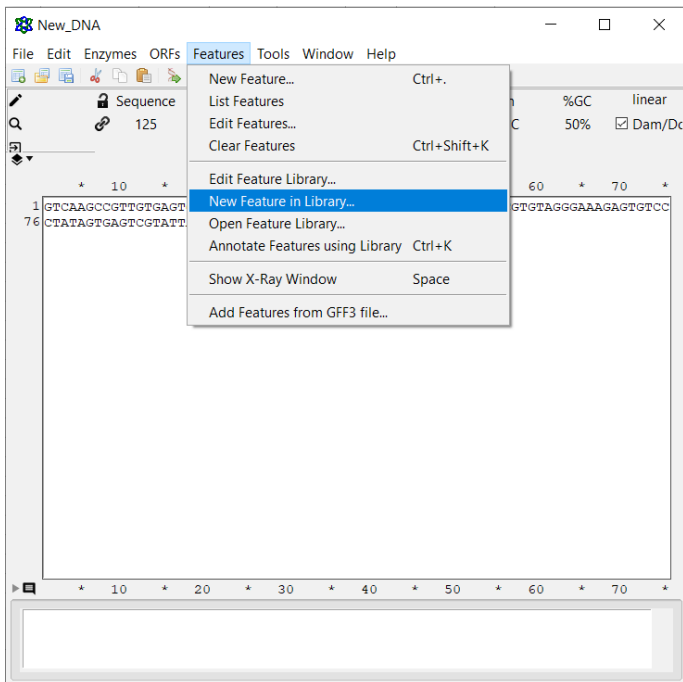 New_DNA
File Edit Enzymes ORFs Features Tools Window Help
Sequence
%GC linear
125
C 50% Dam/Dc
New Feature... Ctrl+.
List Features
Edit Features...
Clear Features Ctrl+Shift+K
Edit Feature Library...
New Feature in Library...
Open Feature Library...
Annotate Features using Library Ctrl+K
Show X-Ray Window Space
Add Features from GFF3 file...
* 10 * 60 * 70 *
1 GTCAAGCCGTTGTGAGT GTGTAGGGAAAGAGTGTCC
76 CTATAGTGAGTCGTATT
* 10 * 20 * 30 * 40 * 50 * 60 * 70 *